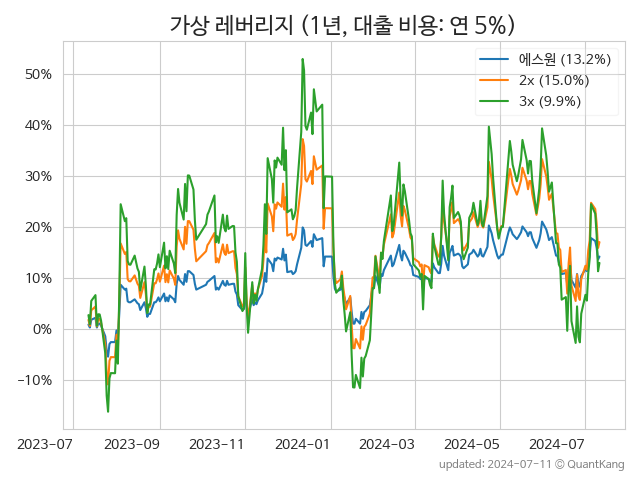 가상 레버리지 (1년, 대출 비용: 연 5%)
에스원 (13.2%)
2x (15.0%)
3x (9.9%)
50%
40%
30%
20%
10%
0%
−10%
2023-07
2023-09
2023-11
2024-01
2024-03
2024-05
2024-07
updated: 2024-07-11 © QuantKang